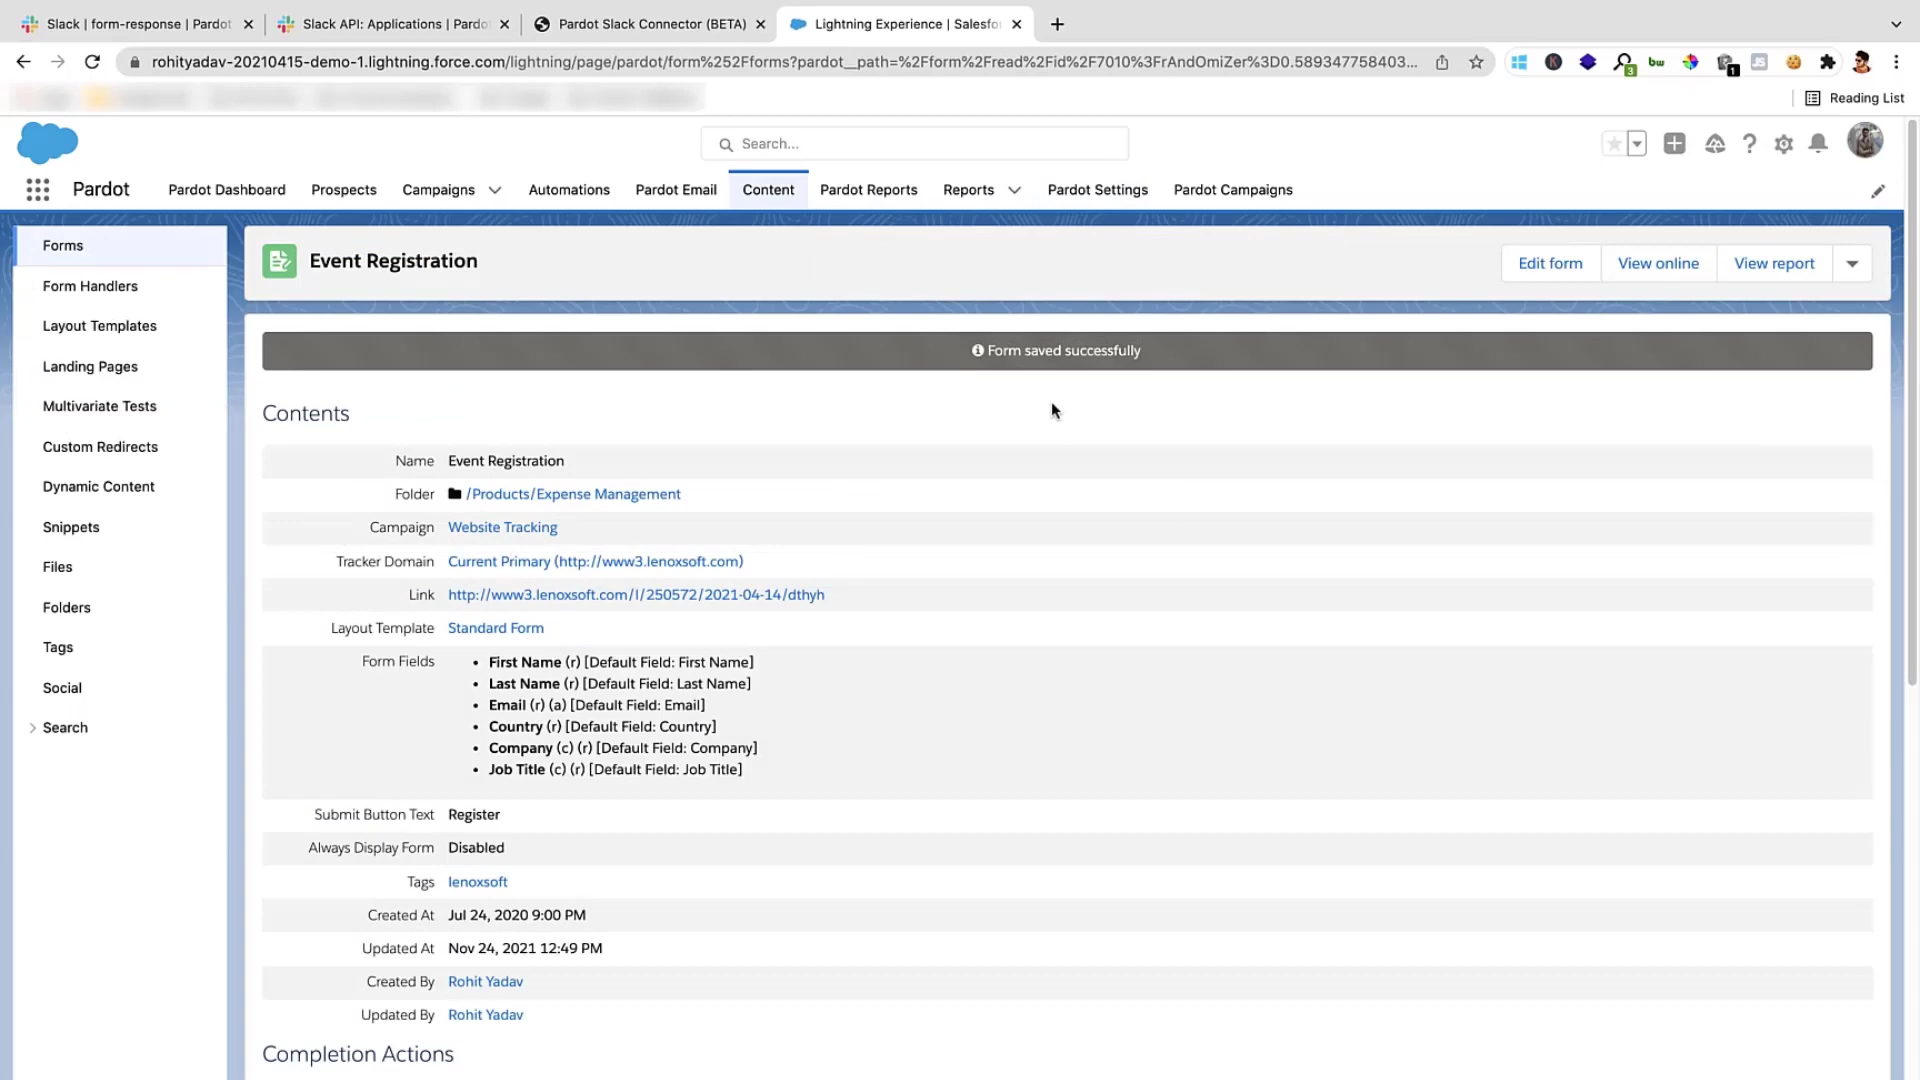 Slack | form-response | Pardot
Slack API: Applications | Pardo
Pardot Slack Connector (BETA)
Lightning Experience | Salesfo
rohityadav-20210415-demo-1.lightning.force.com/lightning/page/pardot/form%252Fforms?pardot__path=%2Fform%2Fread%2Fid%2F7010%3FrAndOmiZer%3D0.589347758403...
3
bw
1
JS
Reading List
Search...
Pardot
Pardot Dashboard
Prospects
Campaigns
Automations
Pardot Email
Content
Pardot Reports
Reports
Pardot Settings
Pardot Campaigns
Forms
Form Handlers
Layout Templates
Landing Pages
Multivariate Tests
Custom Redirects
Dynamic Content
Snippets
Files
Folders
Tags
Social
Search
Event Registration
Edit form
View online
View report
Form saved successfully
Contents
Name Event Registration
Folder /Products/Expense Management
Campaign Website Tracking
Tracker Domain Current Primary (http://www3.lenoxsoft.com)
Link http://www3.lenoxsoft.com/l/250572/2021-04-14/dthyh
Layout Template Standard Form
Form Fields
• First Name (r) [Default Field: First Name]
• Last Name (r) [Default Field: Last Name]
• Email (r) (a) [Default Field: Email]
• Country (r) [Default Field: Country]
• Company (c) (r) [Default Field: Company]
• Job Title (c) (r) [Default Field: Job Title]
Submit Button Text Register
Always Display Form Disabled
Tags lenoxsoft
Created At Jul 24, 2020 9:00 PM
Updated At Nov 24, 2021 12:49 PM
Created By Rohit Yadav
Updated By Rohit Yadav
Completion Actions